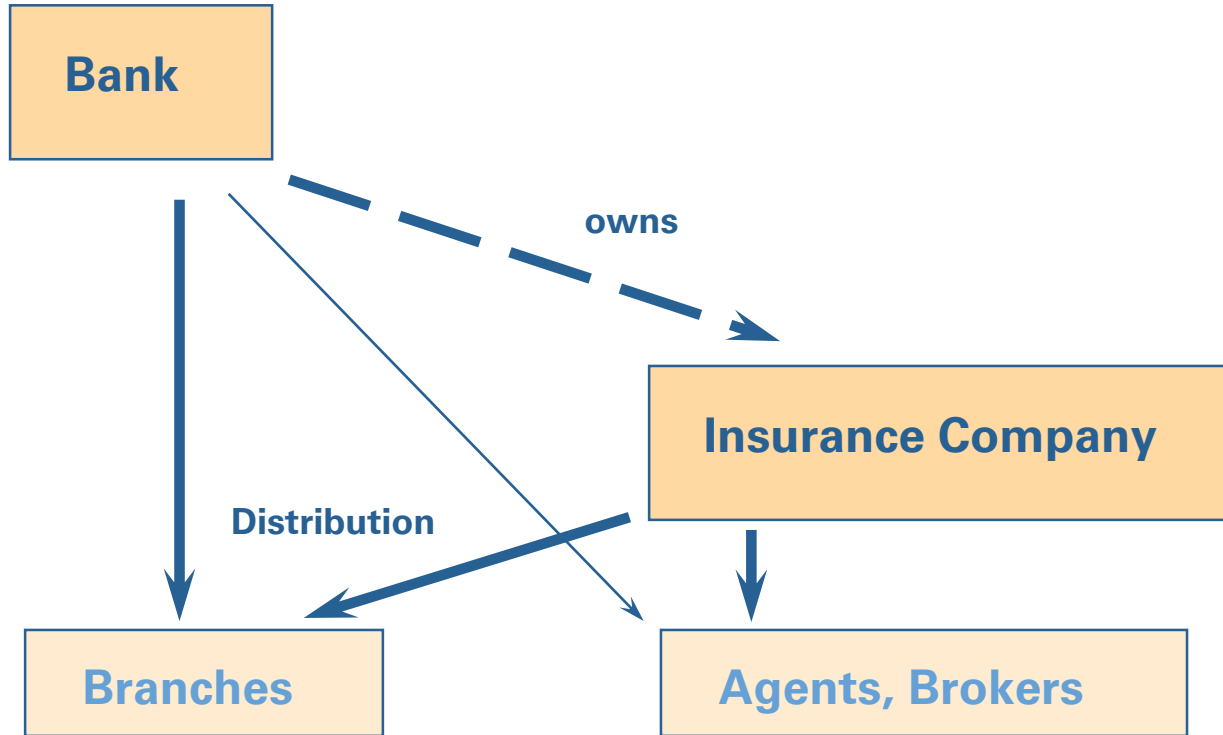 Bank
owns
Insurance Company
Distribution
Branches
Agents, Brokers